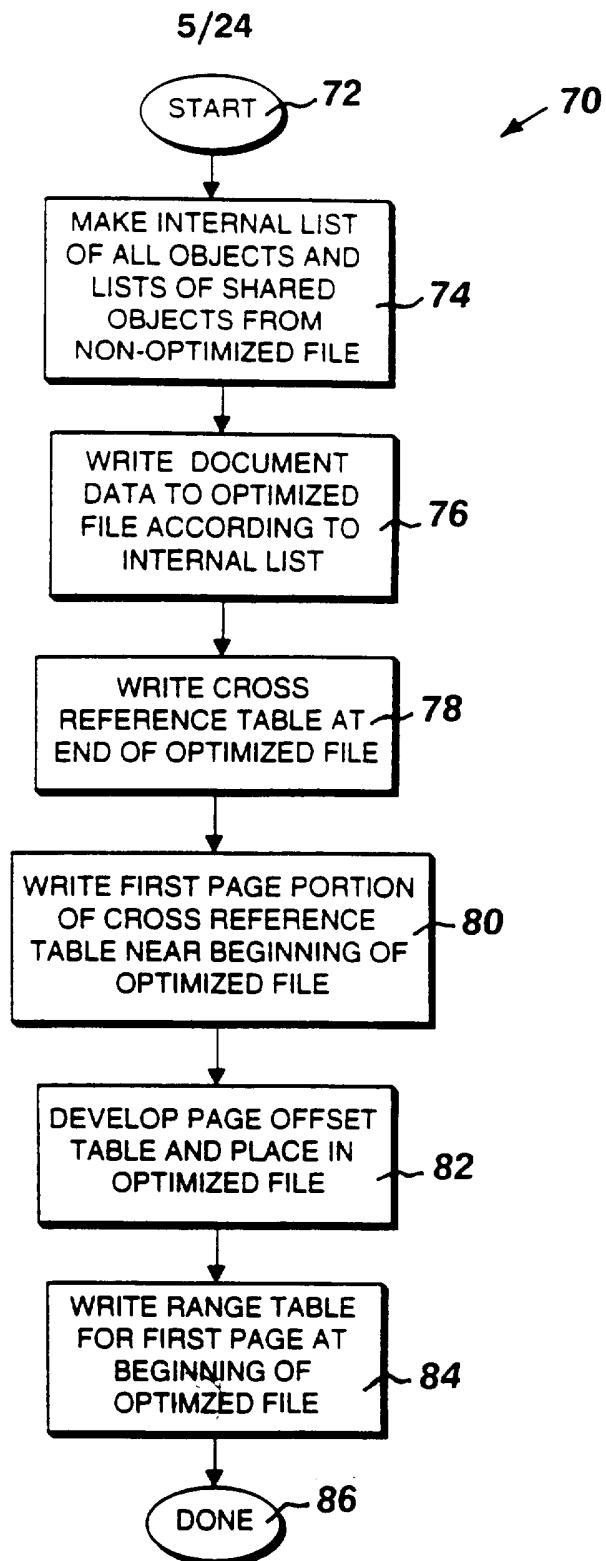 5/24
START
72
70
MAKE INTERNAL LIST
OF ALL OBJECTS AND
LISTS OF SHARED
OBJECTS FROM
NON-OPTIMIZED FILE
74
WRITE DOCUMENT
DATA TO OPTIMIZED
FILE ACCORDING TO
INTERNAL LIST
76
WRITE CROSS
REFERENCE TABLE AT
END OF OPTIMIZED FILE
78
WRITE FIRST PAGE PORTION
OF CROSS REFERENCE
TABLE NEAR BEGINNING OF
OPTIMIZED FILE
80
DEVELOP PAGE OFFSET
TABLE AND PLACE IN
OPTIMIZED FILE
82
WRITE RANGE TABLE
FOR FIRST PAGE AT
BEGINNING OF
OPTIMZED FILE
84
DONE
86